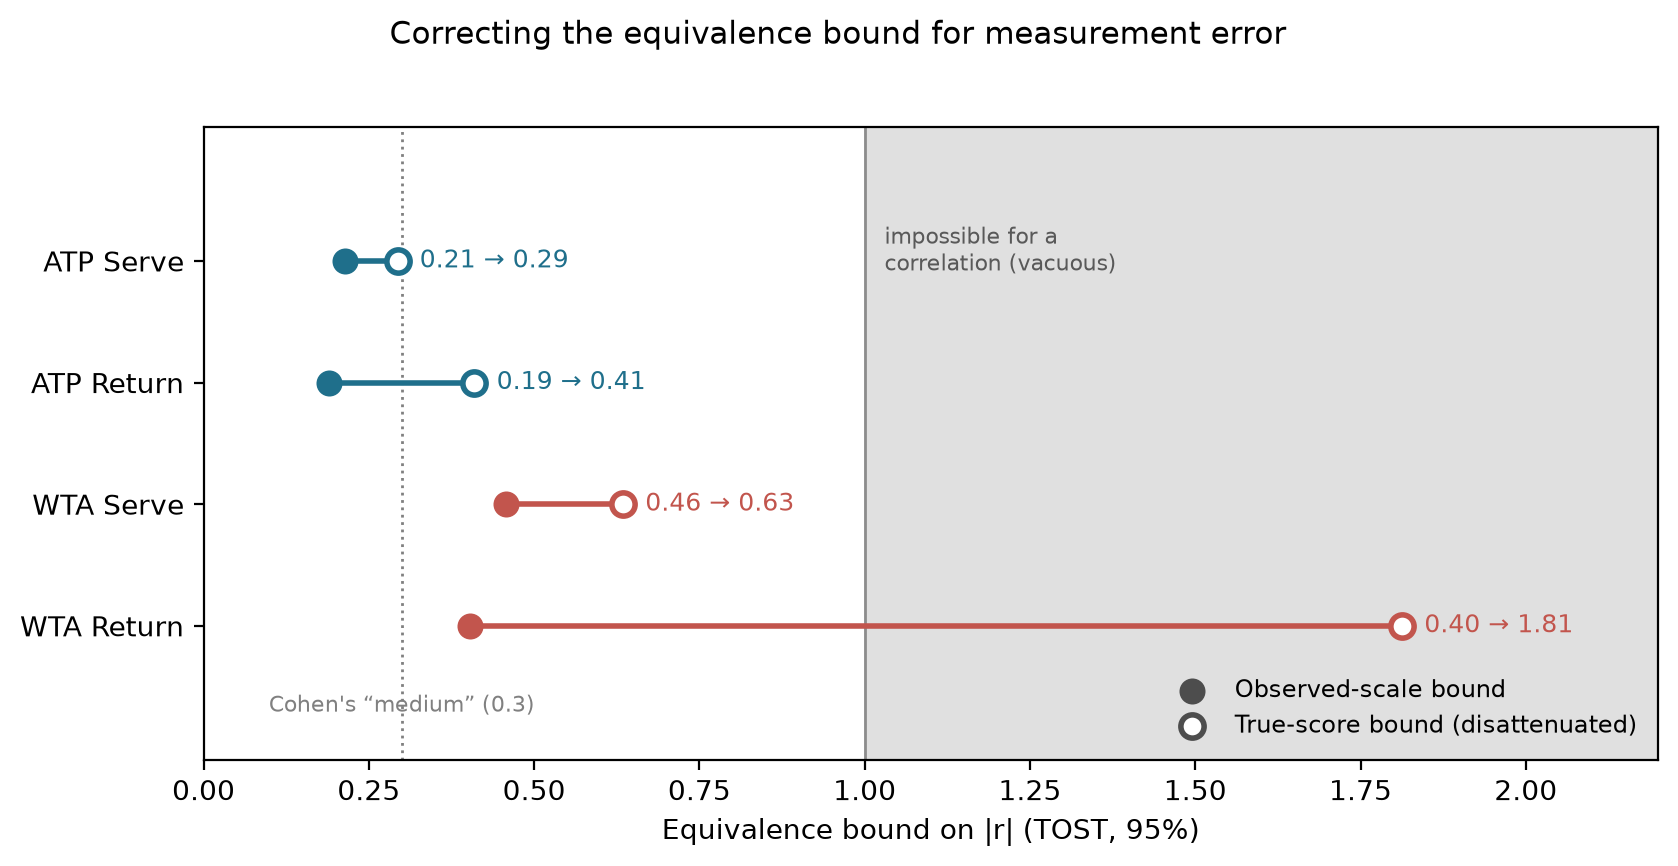 Correcting the equivalence bound for measurement error
impossible for a
correlation (vacuous)
ATP Serve
0.21 → 0.29
ATP Return
0.19 → 0.41
WTA Serve
0.46 → 0.63
WTA Return
0.40 → 1.81
Cohen's “medium” (0.3)
Observed-scale bound
True-score bound (disattenuated)
0.00 0.25 0.50 0.75 1.00 1.25 1.50 1.75 2.00
Equivalence bound on |r| (TOST, 95%)